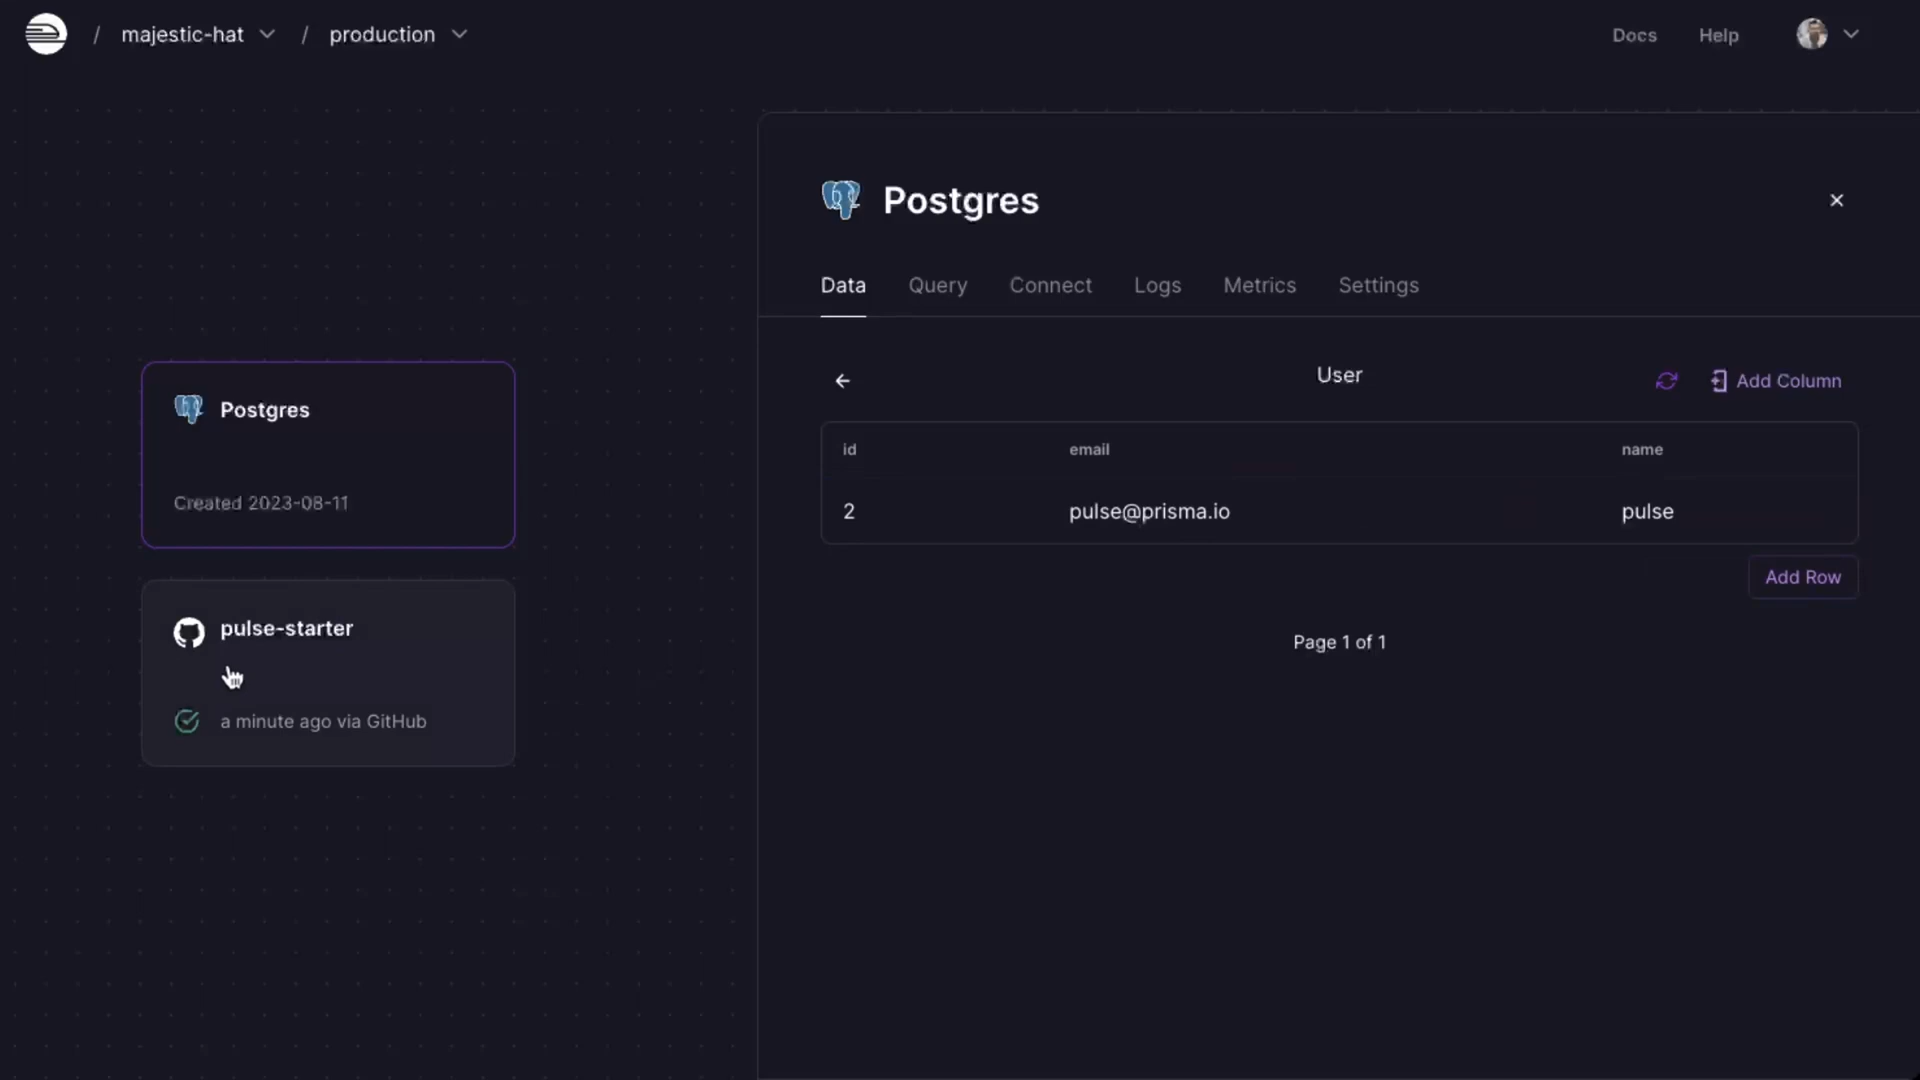 / majestic-hat / production
Docs Help
Postgres
Data Query Connect Logs Metrics Settings
User
Add Column
id email name
2 pulse@prisma.io pulse
Add Row
Page 1 of 1
Postgres
Created 2023-08-11
pulse-starter
a minute ago via GitHub